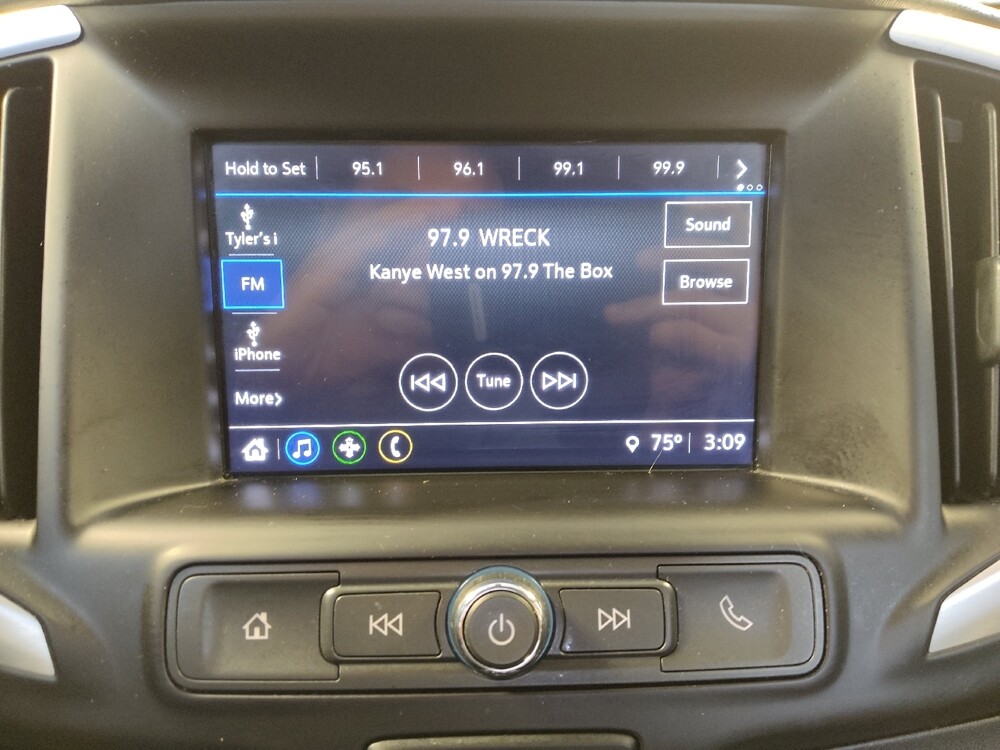 Hold to Set 95.1 96.1 99.1 99.9
Tyler's i
97.9 WRECK
Sound
Kanye West on 97.9 The Box
FM
Browse
iPhone
Tune
More
75° 3:09